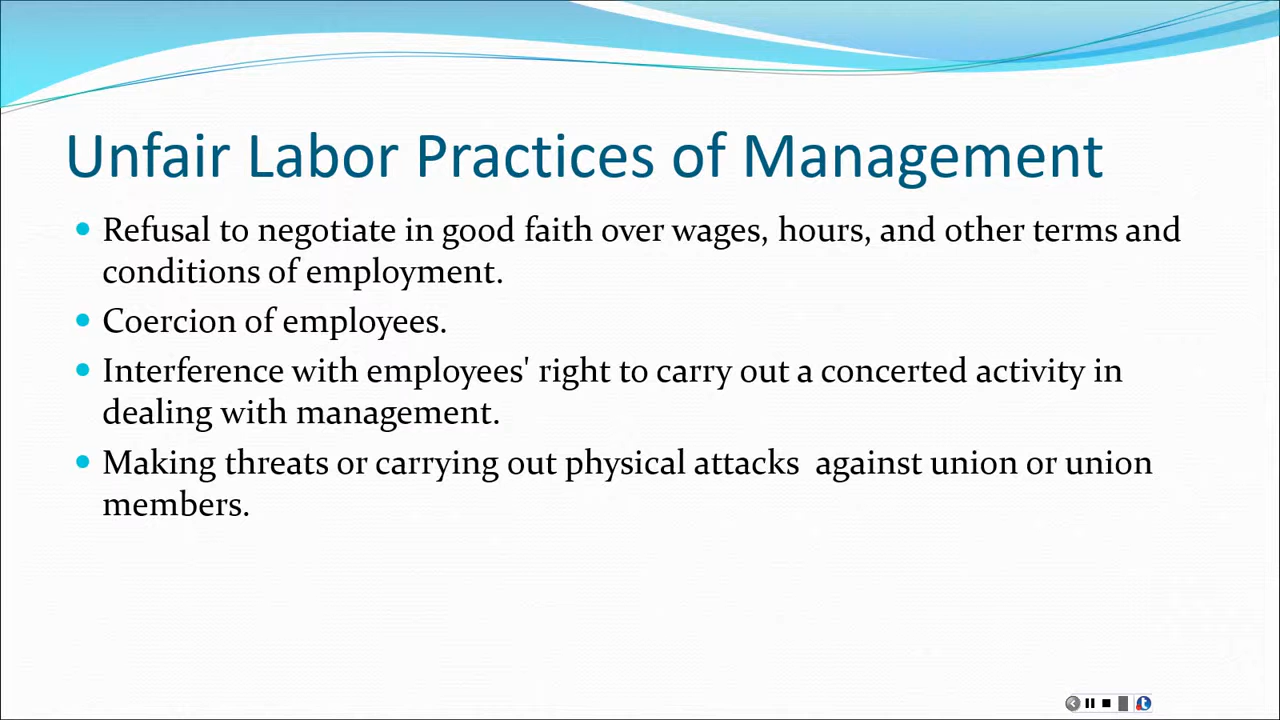 Unfair Labor Practices of Management
Refusal to negotiate in good faith over wages, hours, and other terms and
conditions of employment.
Coercion of employees.
Interference with employees' right to carry out a concerted activity in
dealing with management.
Making threats or carrying out physical attacks  against union or union
members.